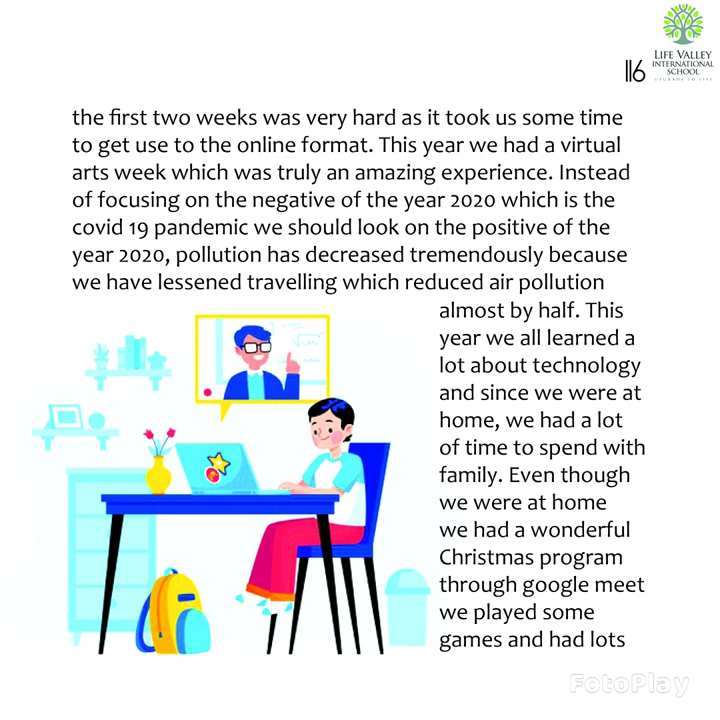 LIFE VALLEY
INTERNATIONAL
SCHOOL
UPGRADE TO LIFE
116
the first two weeks was very hard as it took us some time
to get use to the online format. This year we had a virtual
arts week which was truly an amazing experience. Instead
of focusing on the negative of the year 2020 which is the
covid 19 pandemic we should look on the positive of the
year 2020, pollution has decreased tremendously because
we have lessened travelling which reduced air pollution
almost by half. This
year we all learned a
lot about technology
and since we were at
home, we had a lot
of time to spend with
family. Even though
we were at home
we had a wonderful
Christmas program
through google meet
we played some
games and had lots
FotoPlay